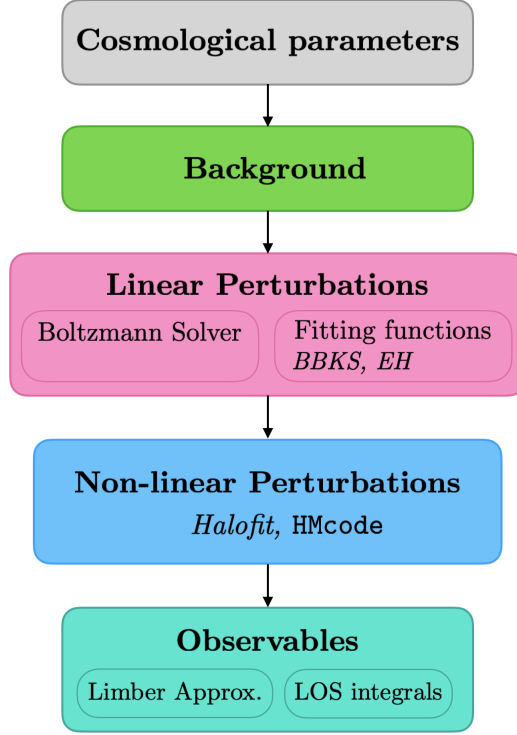 Cosmological parameters
Background
Linear Perturbations
Boltzmann Solver
Fitting functions
BBKS, EH
Non-linear Perturbations
Halofit, HMcode
Observables
Limber Approx.
LOS integrals